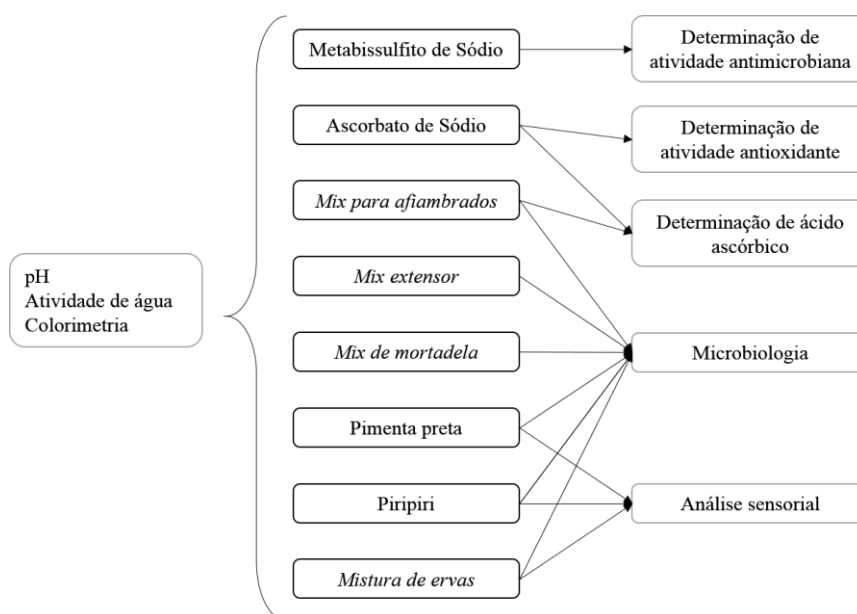 pH
Atividade de água
Colorimetria
Metabissulfito de Sódio
Ascorbato de Sódio
Mix para afiambrados
Mix extensor
Mix de mortadela
Pimenta preta
Piripiri
Mistura de ervas
Determinação de
atividade antimicrobiana
Determinação de
atividade antioxidante
Determinação de ácido
ascórbico
Microbiologia
Análise sensorial